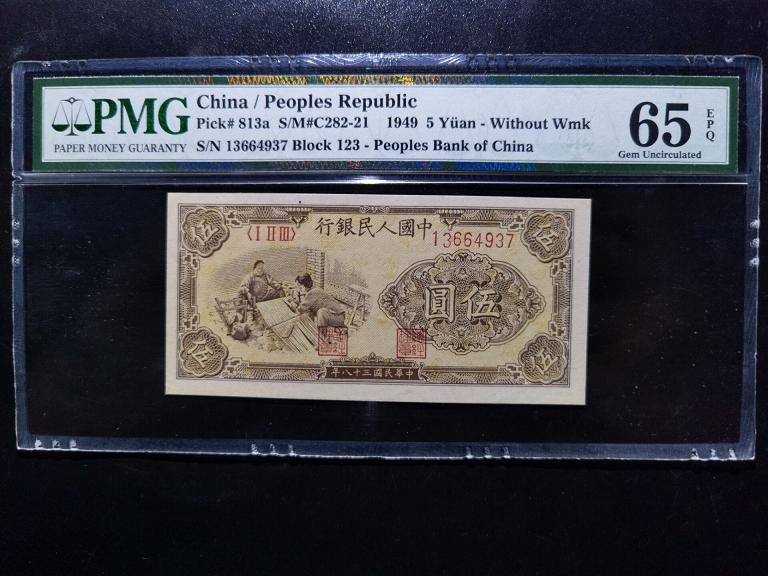 PMG
PAPER MONEY GUARANTY
China / Peoples Republic
Pick# 813a S/M#C282-21 1949 5 Yüan - Without Wmk
S/N 13664937 Block 123 - Peoples Bank of China
65 EPQ
Gem Uncirculated
行銀民人國中
〈I II III〉
13664937
圓伍
伍
伍
伍
伍
年八十三國民華中